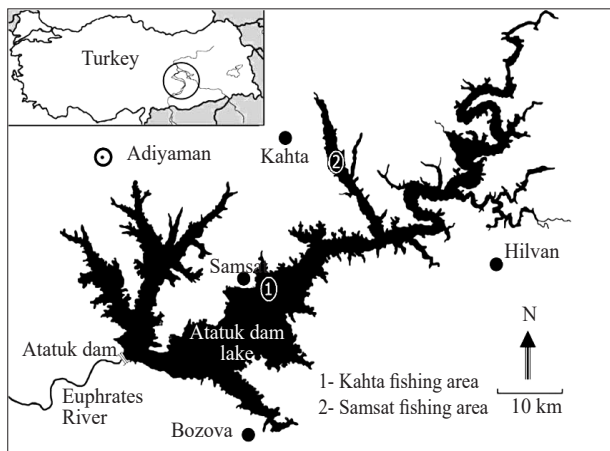 Turkey
Adiyaman
Kahta
2
Hilvan
Samsat
1
Atatuk dam
lake
Atatuk dam
Euphrates
River
Bozova
N
1- Kahta fishing area
2- Samsat fishing area
10 km